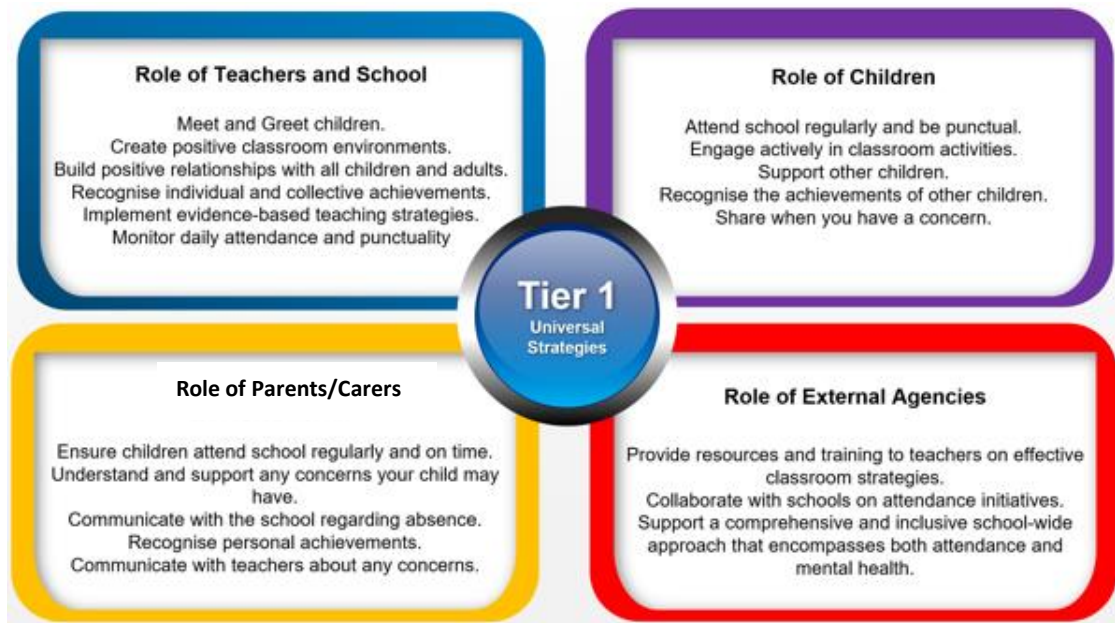 Role of Teachers and School
Meet and Greet children.
Create positive classroom environments.
Build positive relationships with all children and adults.
Recognise individual and collective achievements.
Implement evidence-based teaching strategies.
Monitor daily attendance and punctuality
Role of Children
Attend school regularly and be punctual.
Engage actively in classroom activities.
Support other children.
Recognise the achievements of other children.
Share when you have a concern.
Tier 1
Universal
Strategies
Role of Parents/Carers
Ensure children attend school regularly and on time.
Understand and support any concerns your child may
have.
Communicate with the school regarding absence.
Recognise personal achievements.
Communicate with teachers about any concerns.
Role of External Agencies
Provide resources and training to teachers on effective
classroom strategies.
Collaborate with schools on attendance initiatives.
Support a comprehensive and inclusive school-wide
approach that encompasses both attendance and
mental health.